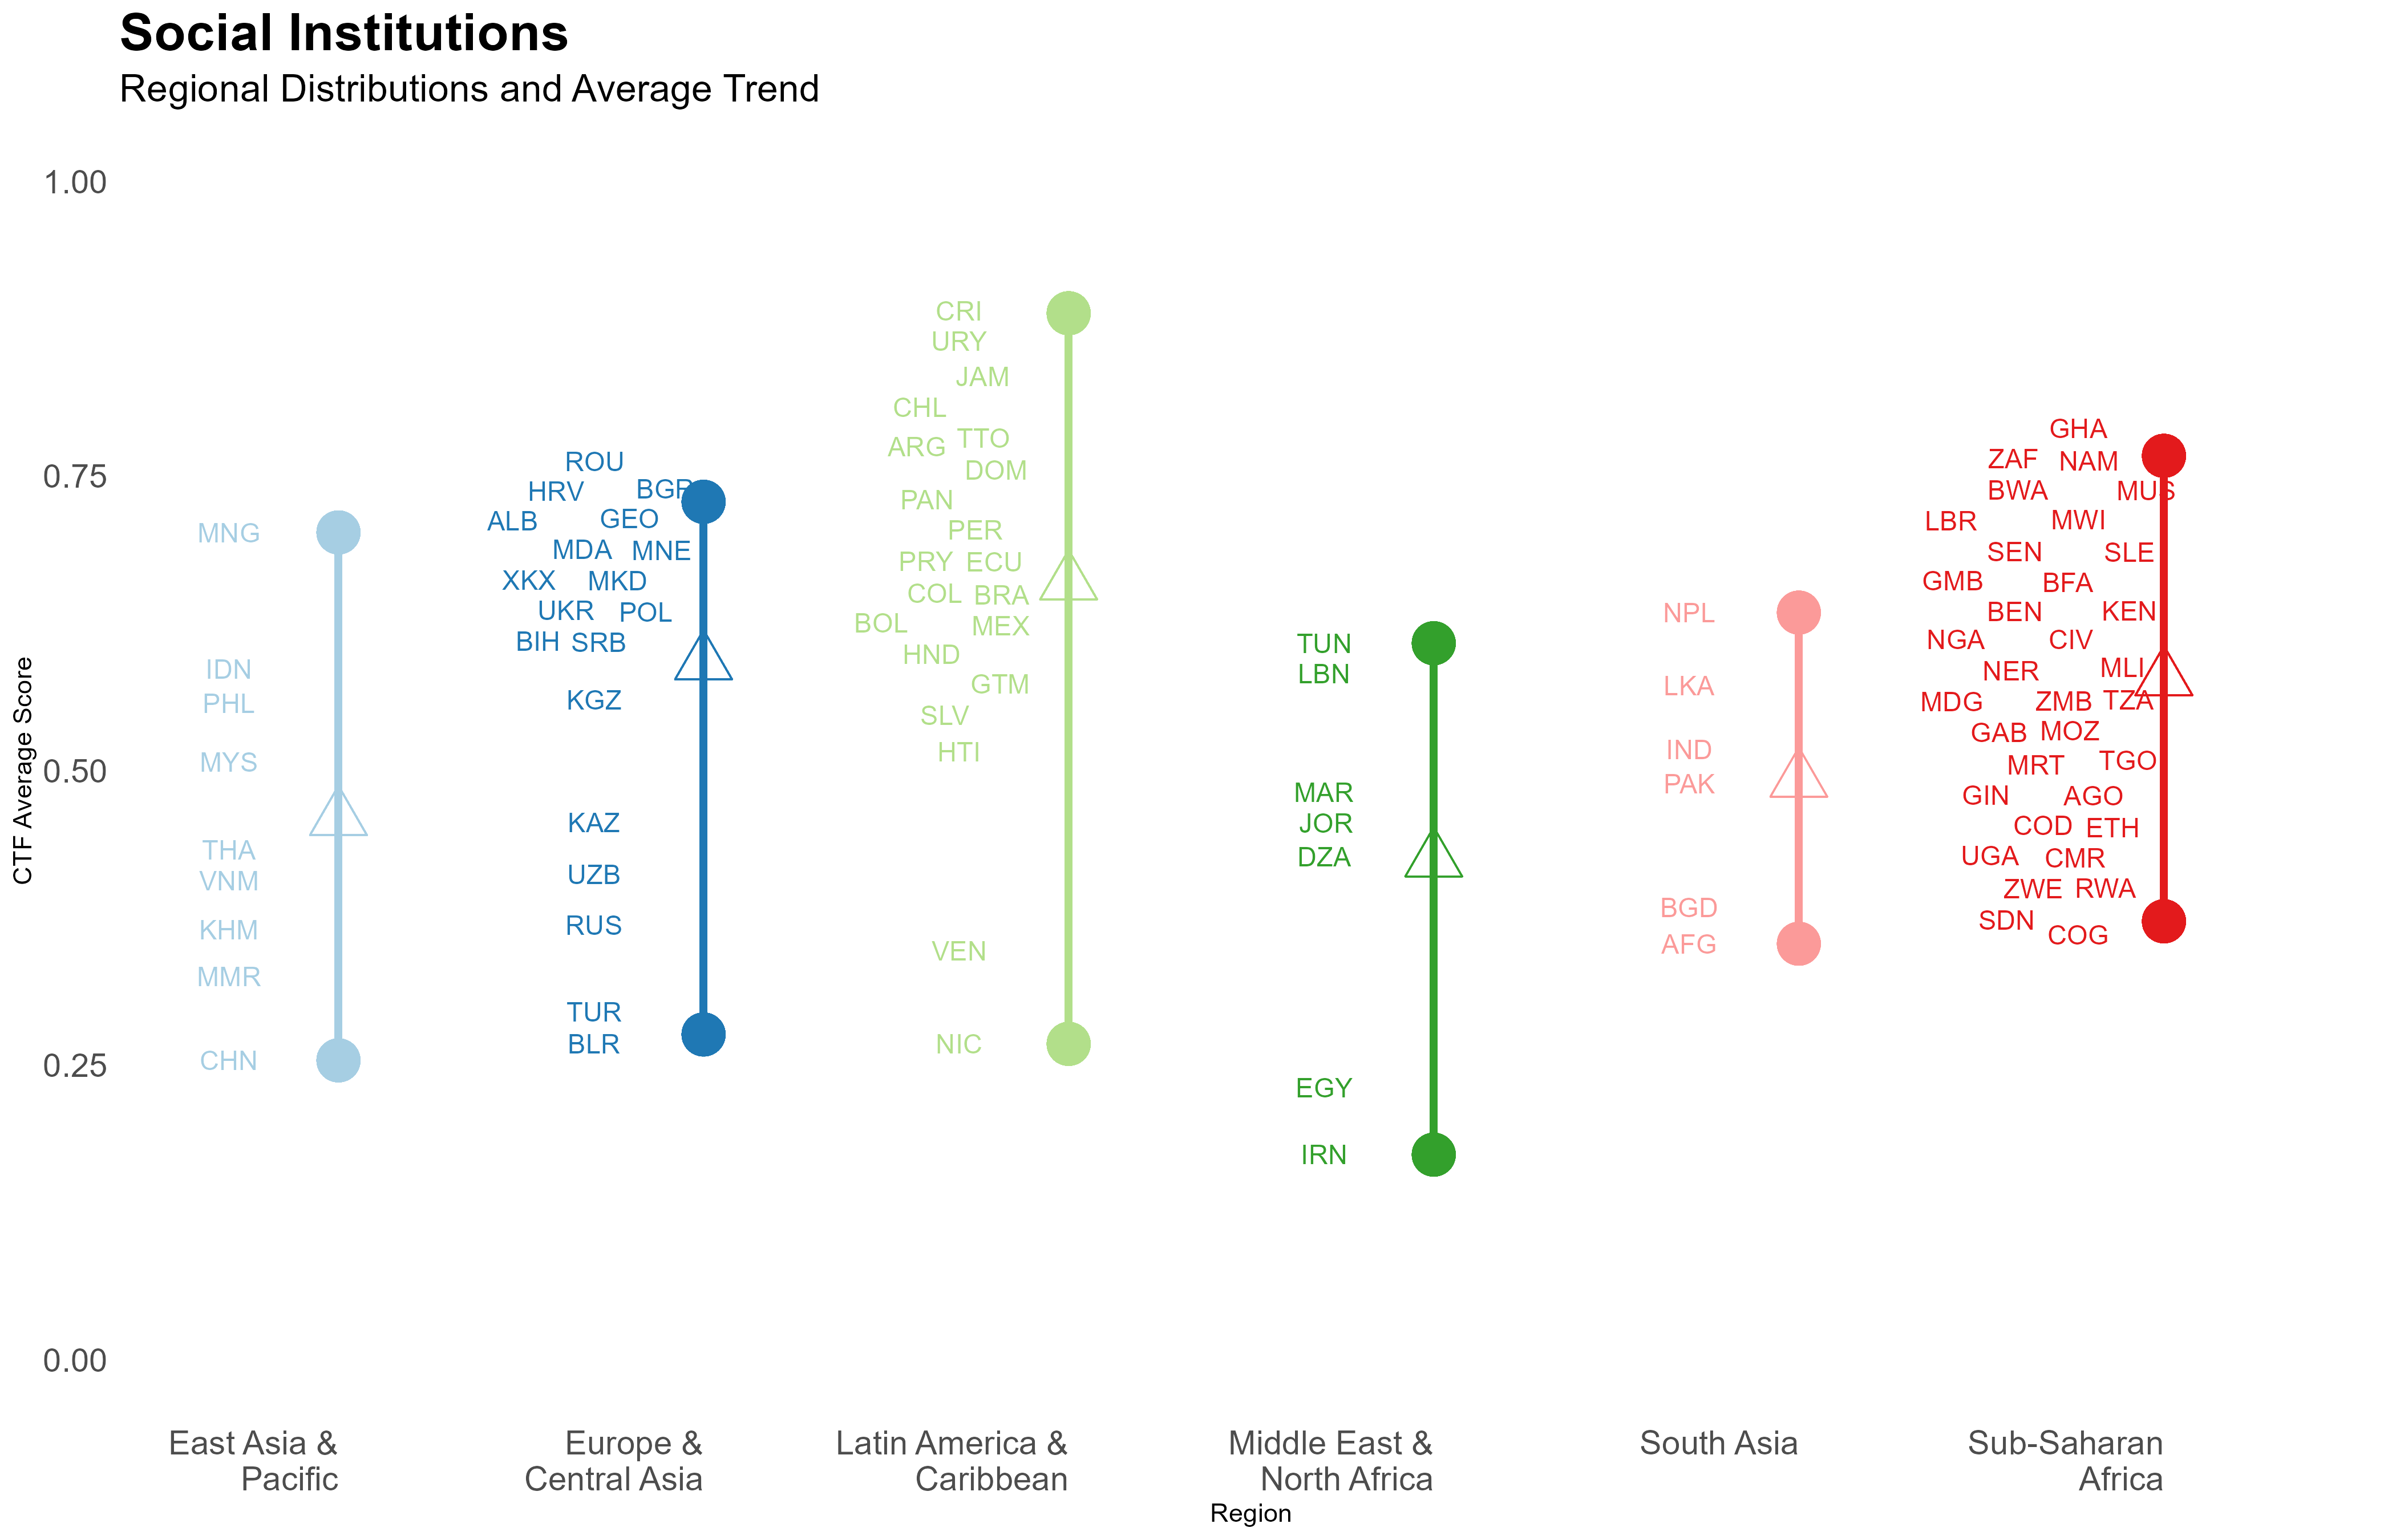 Social Institutions
Regional Distributions and Average Trend
CTF Average Score
1.00
0.75
0.50
0.25
0.00
MNG
IDN
PHL
MYS
THA
VNM
KHM
MMR
CHN
ROU
HRV BGR
ALB GEO
MDA MNE
XKX MKD
UKR POL
BIH SRB
KGZ
KAZ
UZB
RUS
TUR
BLR
CRI
URY
JAM
CHL
ARG TTO
DOM
PAN
PER
PRY ECU
COL BRA
BOL MEX
HND
GTM
SLV
HTI
VEN
NIC
TUN
LBN
MAR
JOR
DZA
EGY
IRN
NPL
LKA
IND
PAK
BGD
AFG
GHA
ZAF NAM
BWA MUS
LBR MWI
SEN SLE
GMB BFA
BEN KEN
NGA CIV
NER MLI
MDG ZMB TZA
GAB MOZ
MRT TGO
GIN AGO
COD ETH
UGA CMR
ZWE RWA
SDN COG
East Asia &
Pacific
Europe &
Central Asia
Latin America &
Caribbean
Middle East &
North Africa
South Asia
Sub-Saharan
Africa
Region